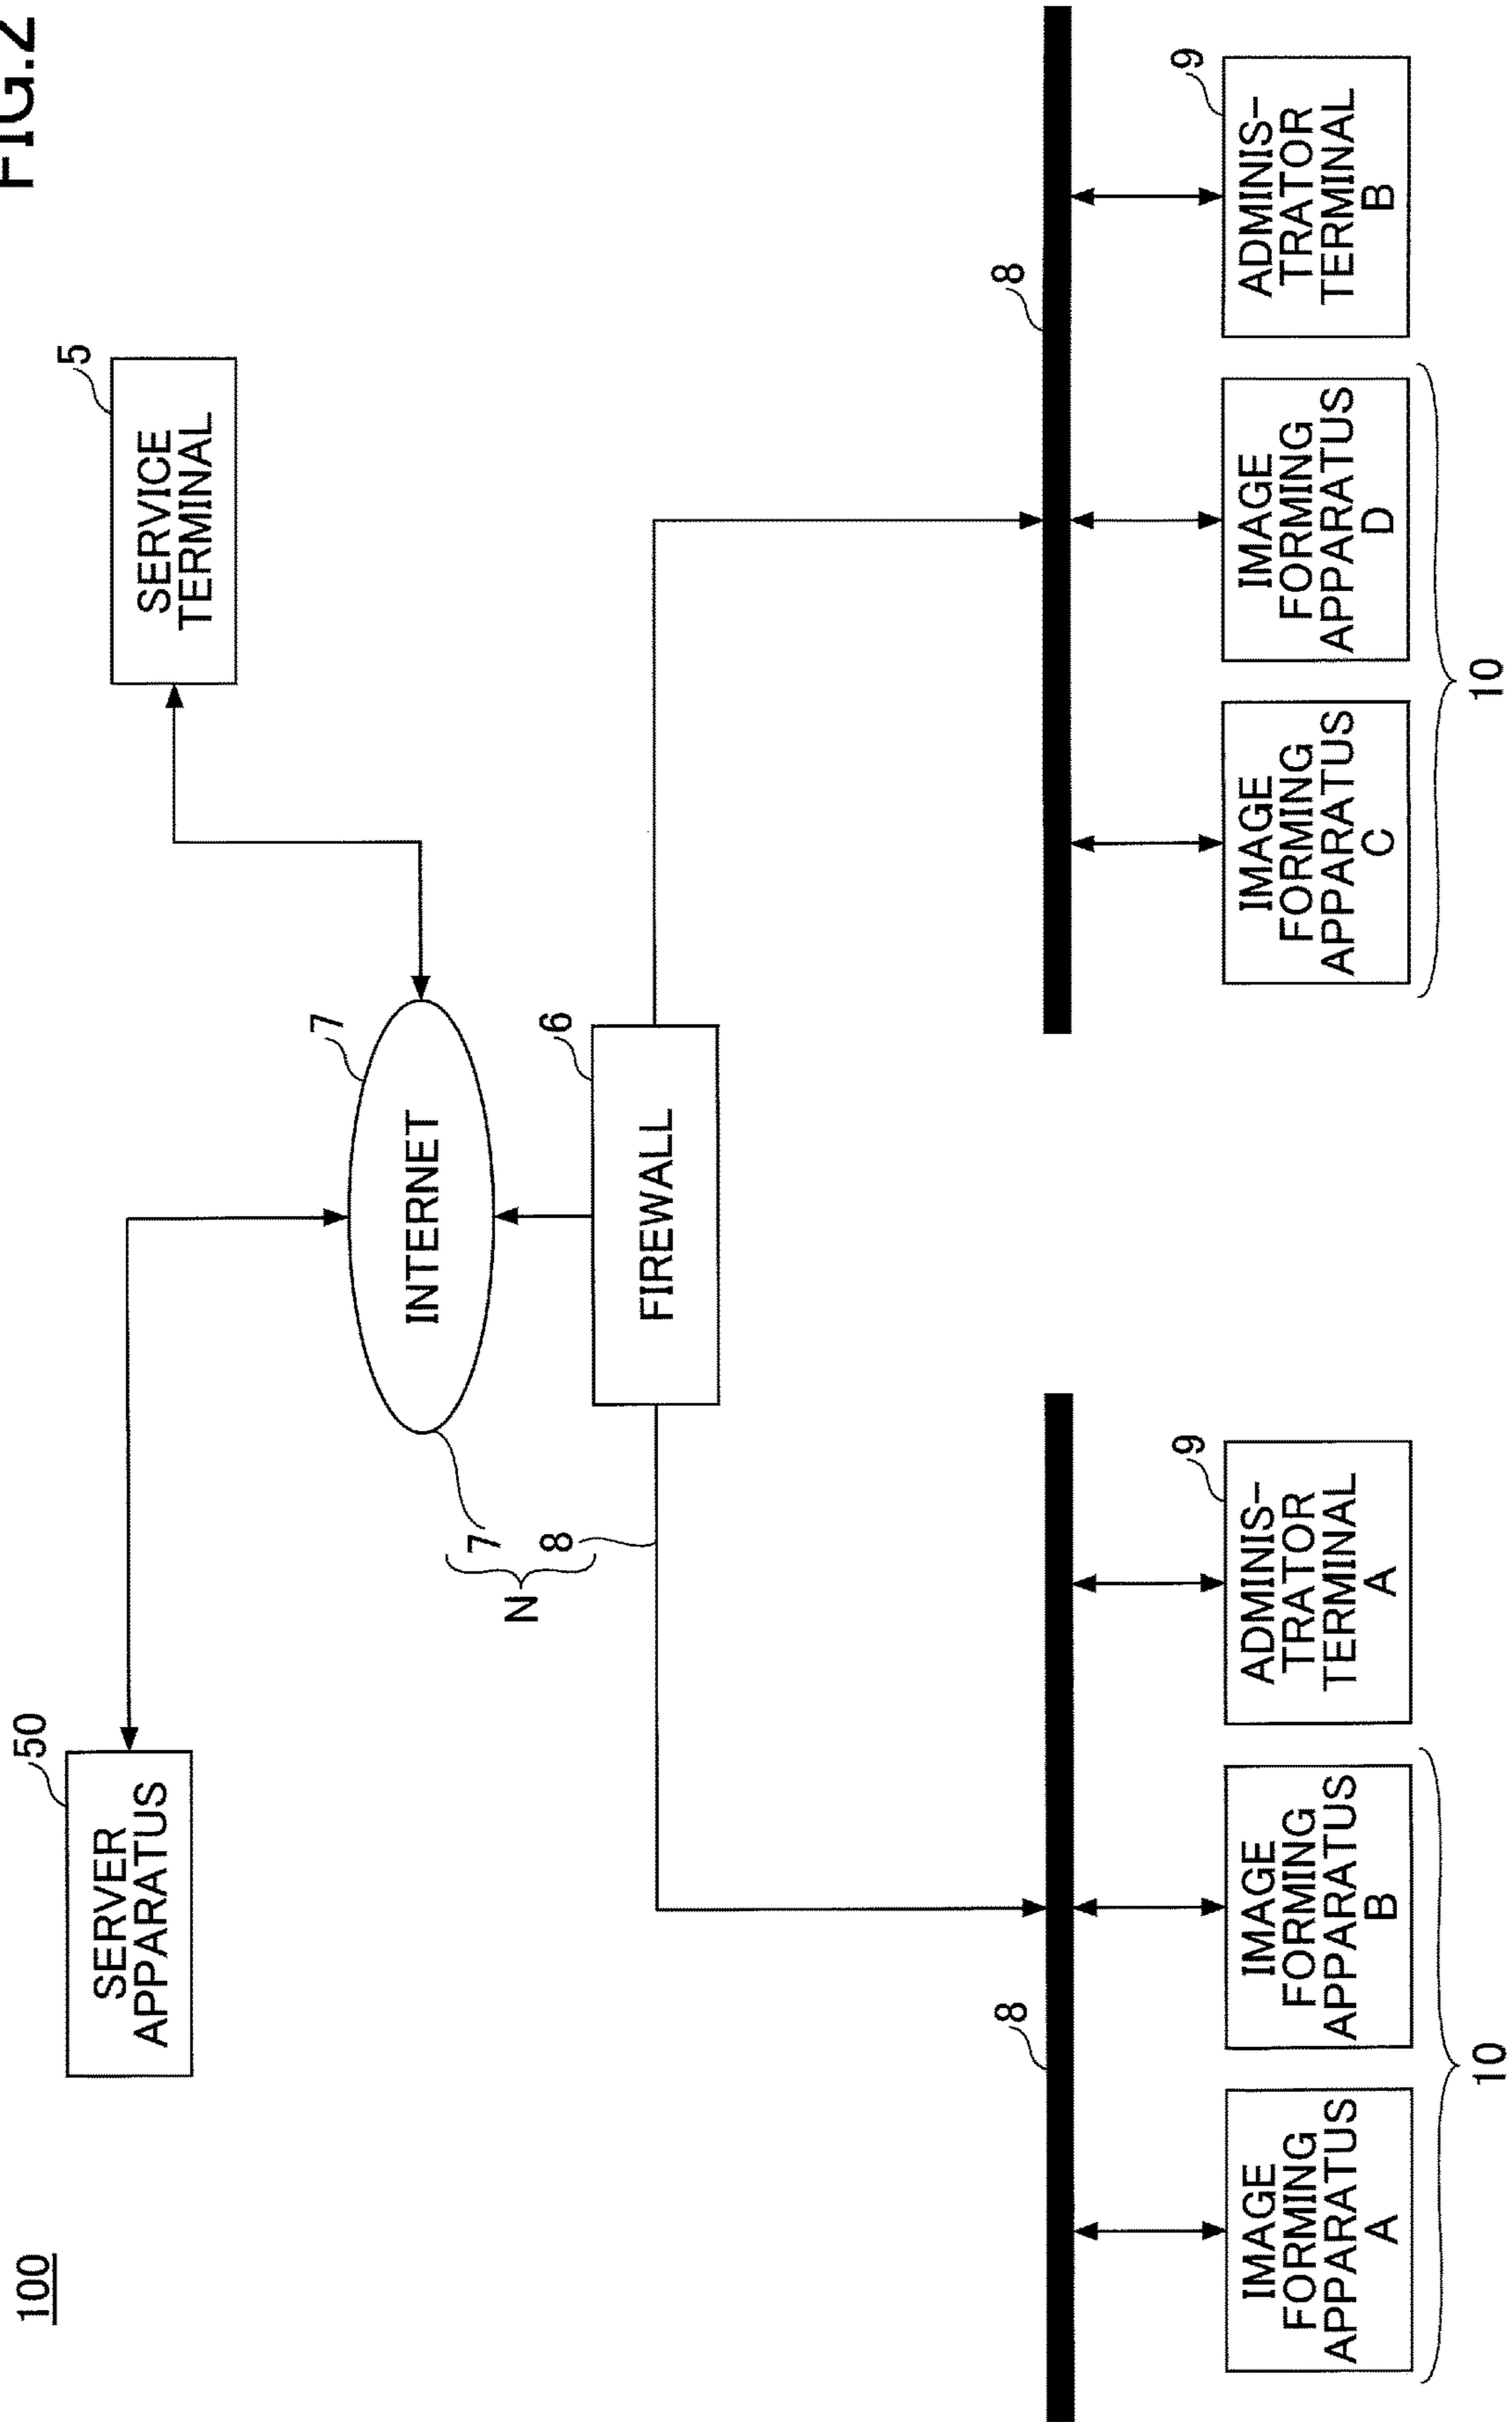 FIG.2
100
50
SERVER
APPARATUS
5
SERVICE
TERMINAL
7
INTERNET
N
7
8
6
FIREWALL
8
8
IMAGE
FORMING
APPARATUS
A
IMAGE
FORMING
APPARATUS
B
9
ADMINIS-
TRATOR
TERMINAL
A
10
IMAGE
FORMING
APPARATUS
C
IMAGE
FORMING
APPARATUS
D
9
ADMINIS-
TRATOR
TERMINAL
B
10